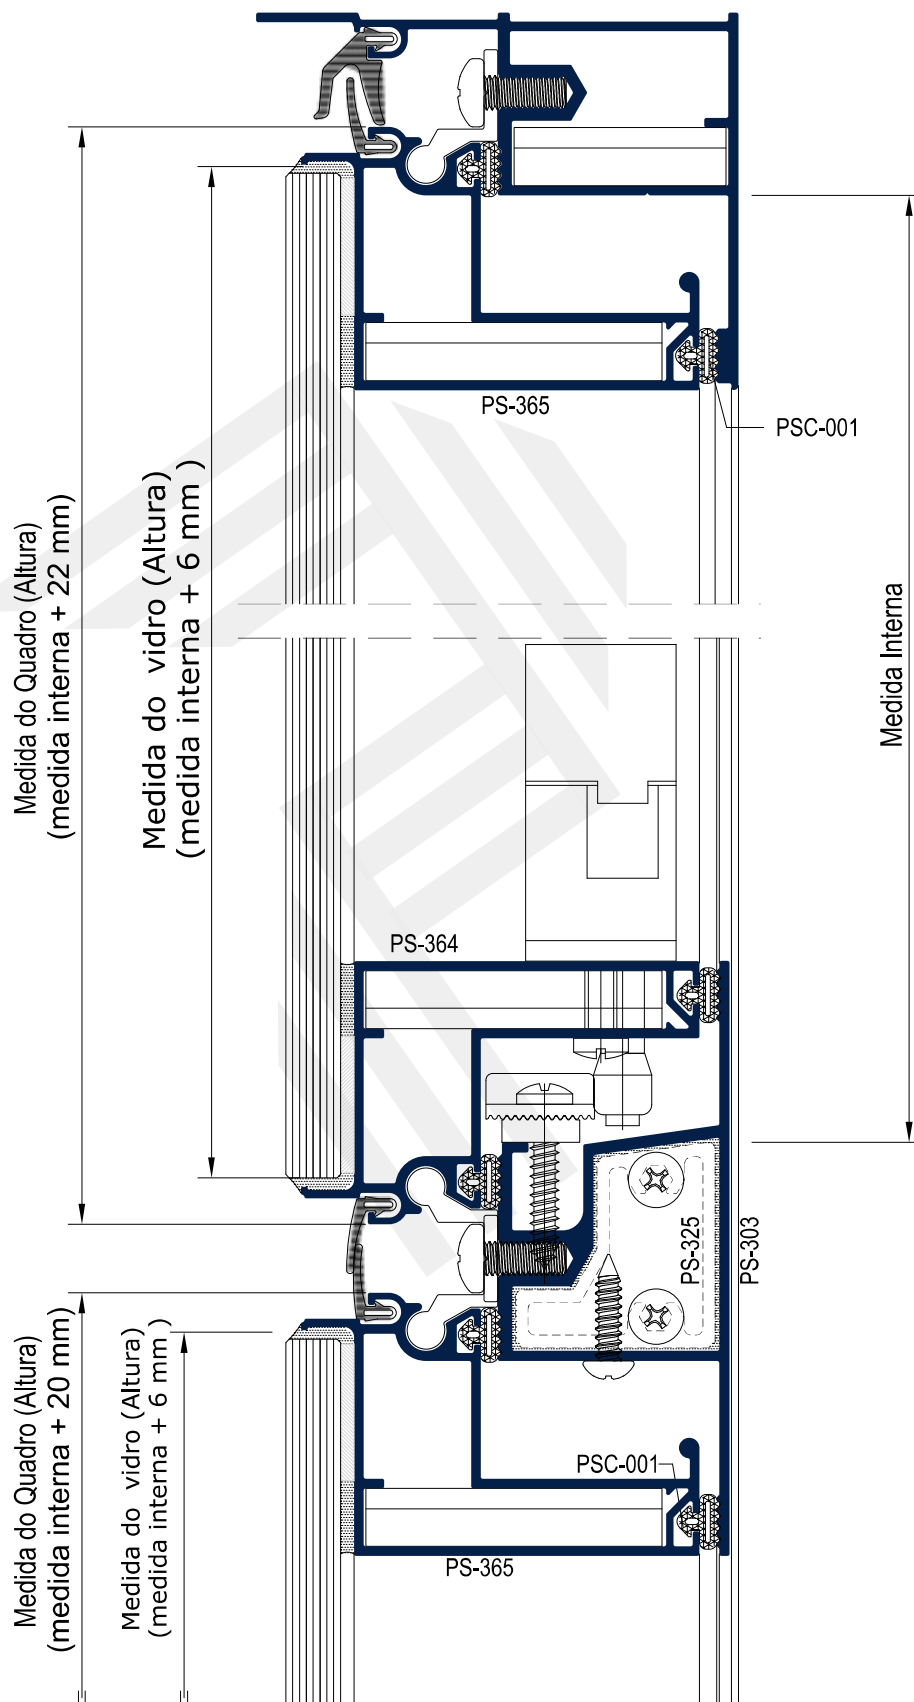 PS-365
PSC-001
Medida do Quadro (Altura)
(medida interna + 22 mm)
Medida do vidro (Altura)
(medida interna + 6 mm )
Medida Interna
PS-364
PS-325
PS-303
Medida do Quadro (Altura)
(medida interna + 20 mm)
Medida do vidro (Altura)
(medida interna + 6 mm )
PSC-001
PS-365